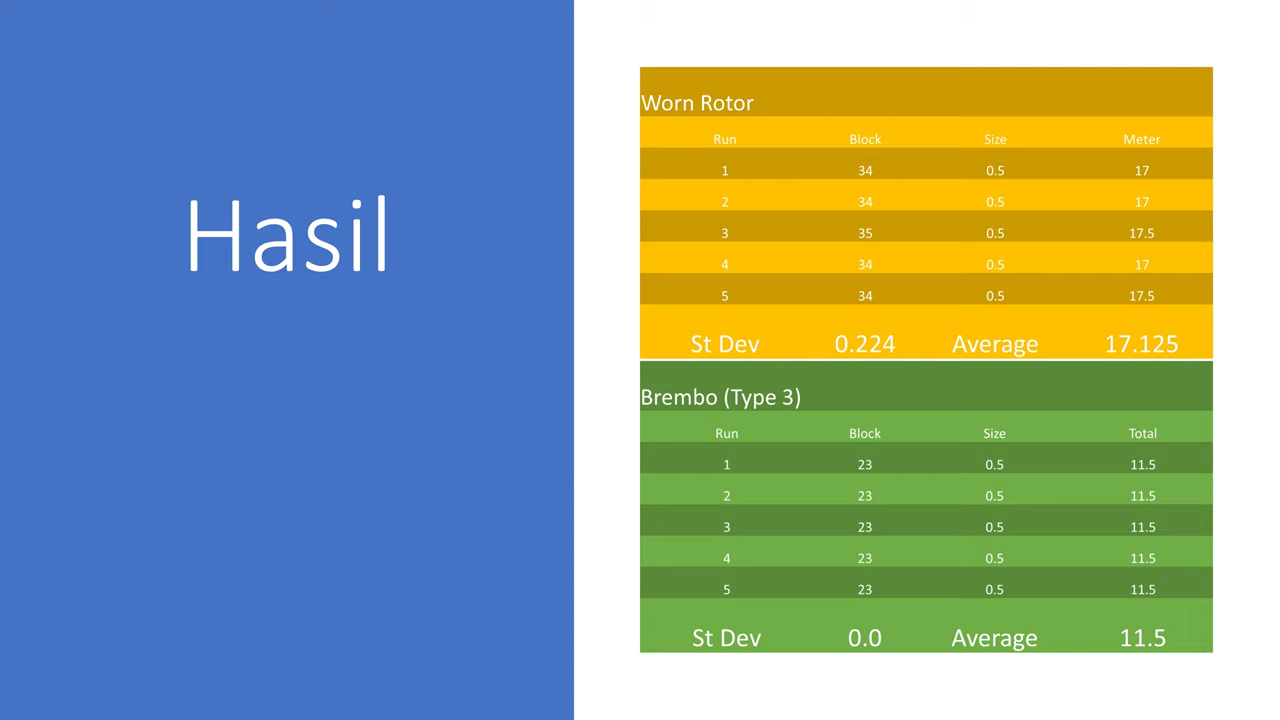 Hasil
Worn Rotor
Run Block Size Meter
1 34 0.5 17
2 34 0.5 17
3 35 0.5 17.5
4 34 0.5 17
5 34 0.5 17.5
St Dev 0.224 Average 17.125
Brembo (Type 3)
Run Block Size Total
1 23 0.5 11.5
2 23 0.5 11.5
3 23 0.5 11.5
4 23 0.5 11.5
5 23 0.5 11.5
St Dev 0.0 Average 11.5